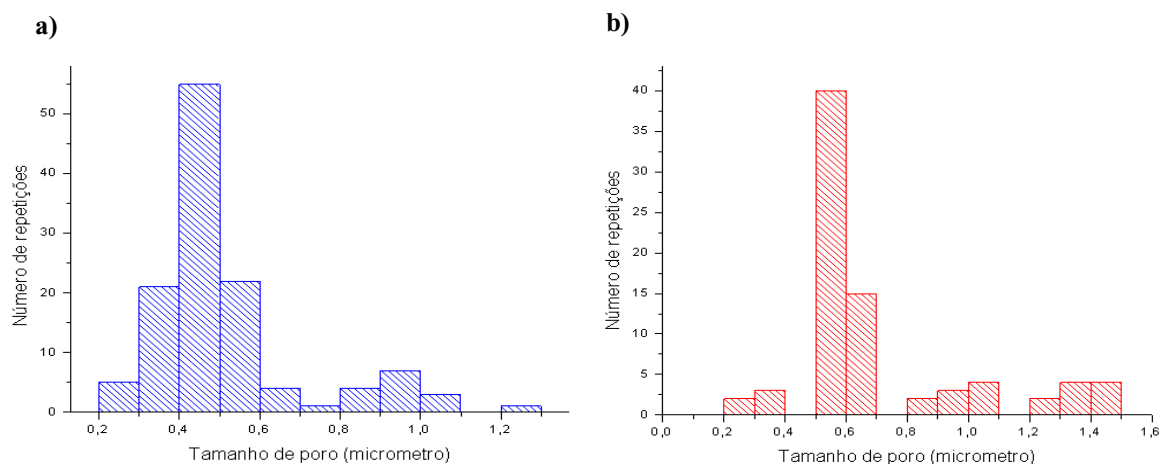 a)
Número de repetições
50
40
30
20
10
0
0,2 0,4 0,6 0,8 1,0 1,2
Tamanho de poro (micrometro)
b)
Número de repetições
40
35
30
25
20
15
10
5
0
0,0 0,2 0,4 0,6 0,8 1,0 1,2 1,4 1,6
Tamanho de poro (micrometro)